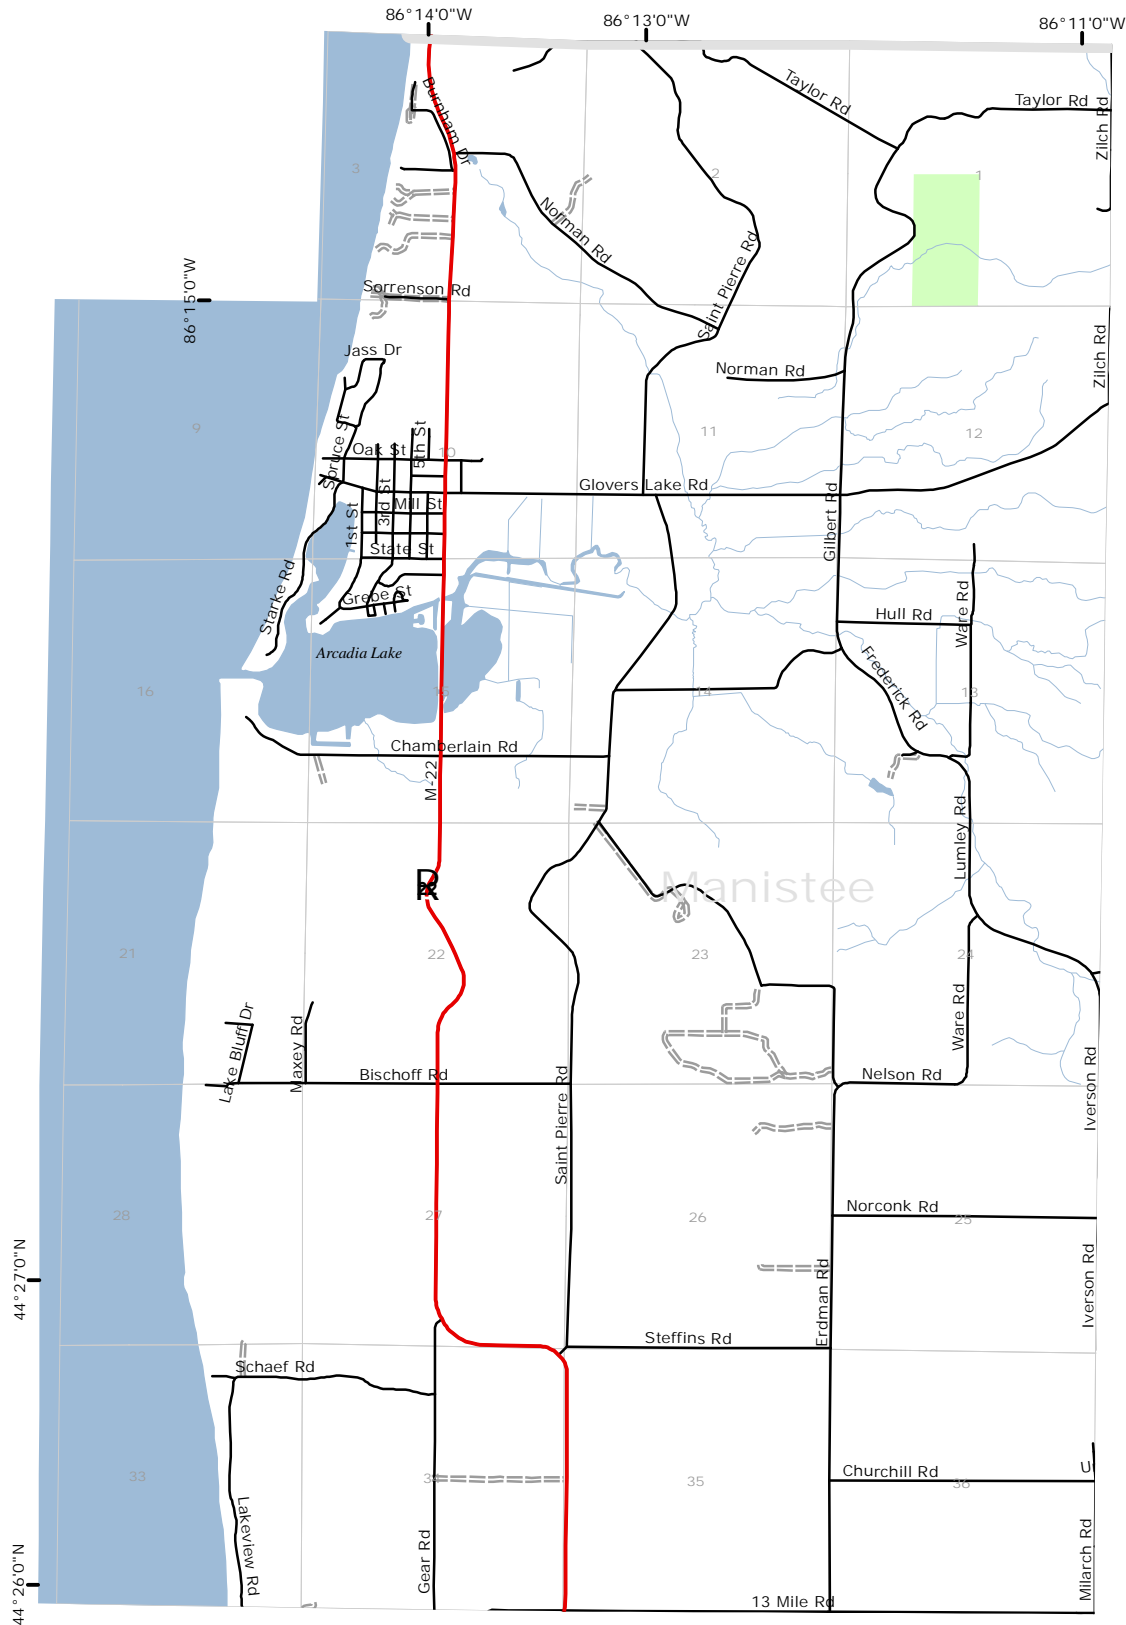 86°14'0"W
86°13'0"W
86°11'0"W
Burnham Dr
Taylor Rd
Taylor Rd
Zilch Rd
3
2
1
Norman Rd
Saint Pierre Rd
86°15'0"W
Sorrenson Rd
Jass Dr
Norman Rd
Zilch Rd
9
Spruce St
Oak St
5th St
10
11
12
Glovers Lake Rd
3rd St
Mill St
1st St
State St
Gilbert Rd
Starke Rd
Grebe St
Ware Rd
Hull Rd
Arcadia Lake
Frederick Rd
16
15
14
13
Chamberlain Rd
M-22
Lumley Rd
Manistee
21
22
23
24
Lake Bluff Dr
Maxey Rd
Ware Rd
Bischoff Rd
Saint Pierre Rd
Nelson Rd
Iverson Rd
28
27
26
25
Norconk Rd
44°27'0"N
Erdman Rd
Iverson Rd
Steffins Rd
Schaef Rd
33
34
35
36
Churchill Rd
Lakeview Rd
Gear Rd
Milarch Rd
44°26'0"N
13 Mile Rd